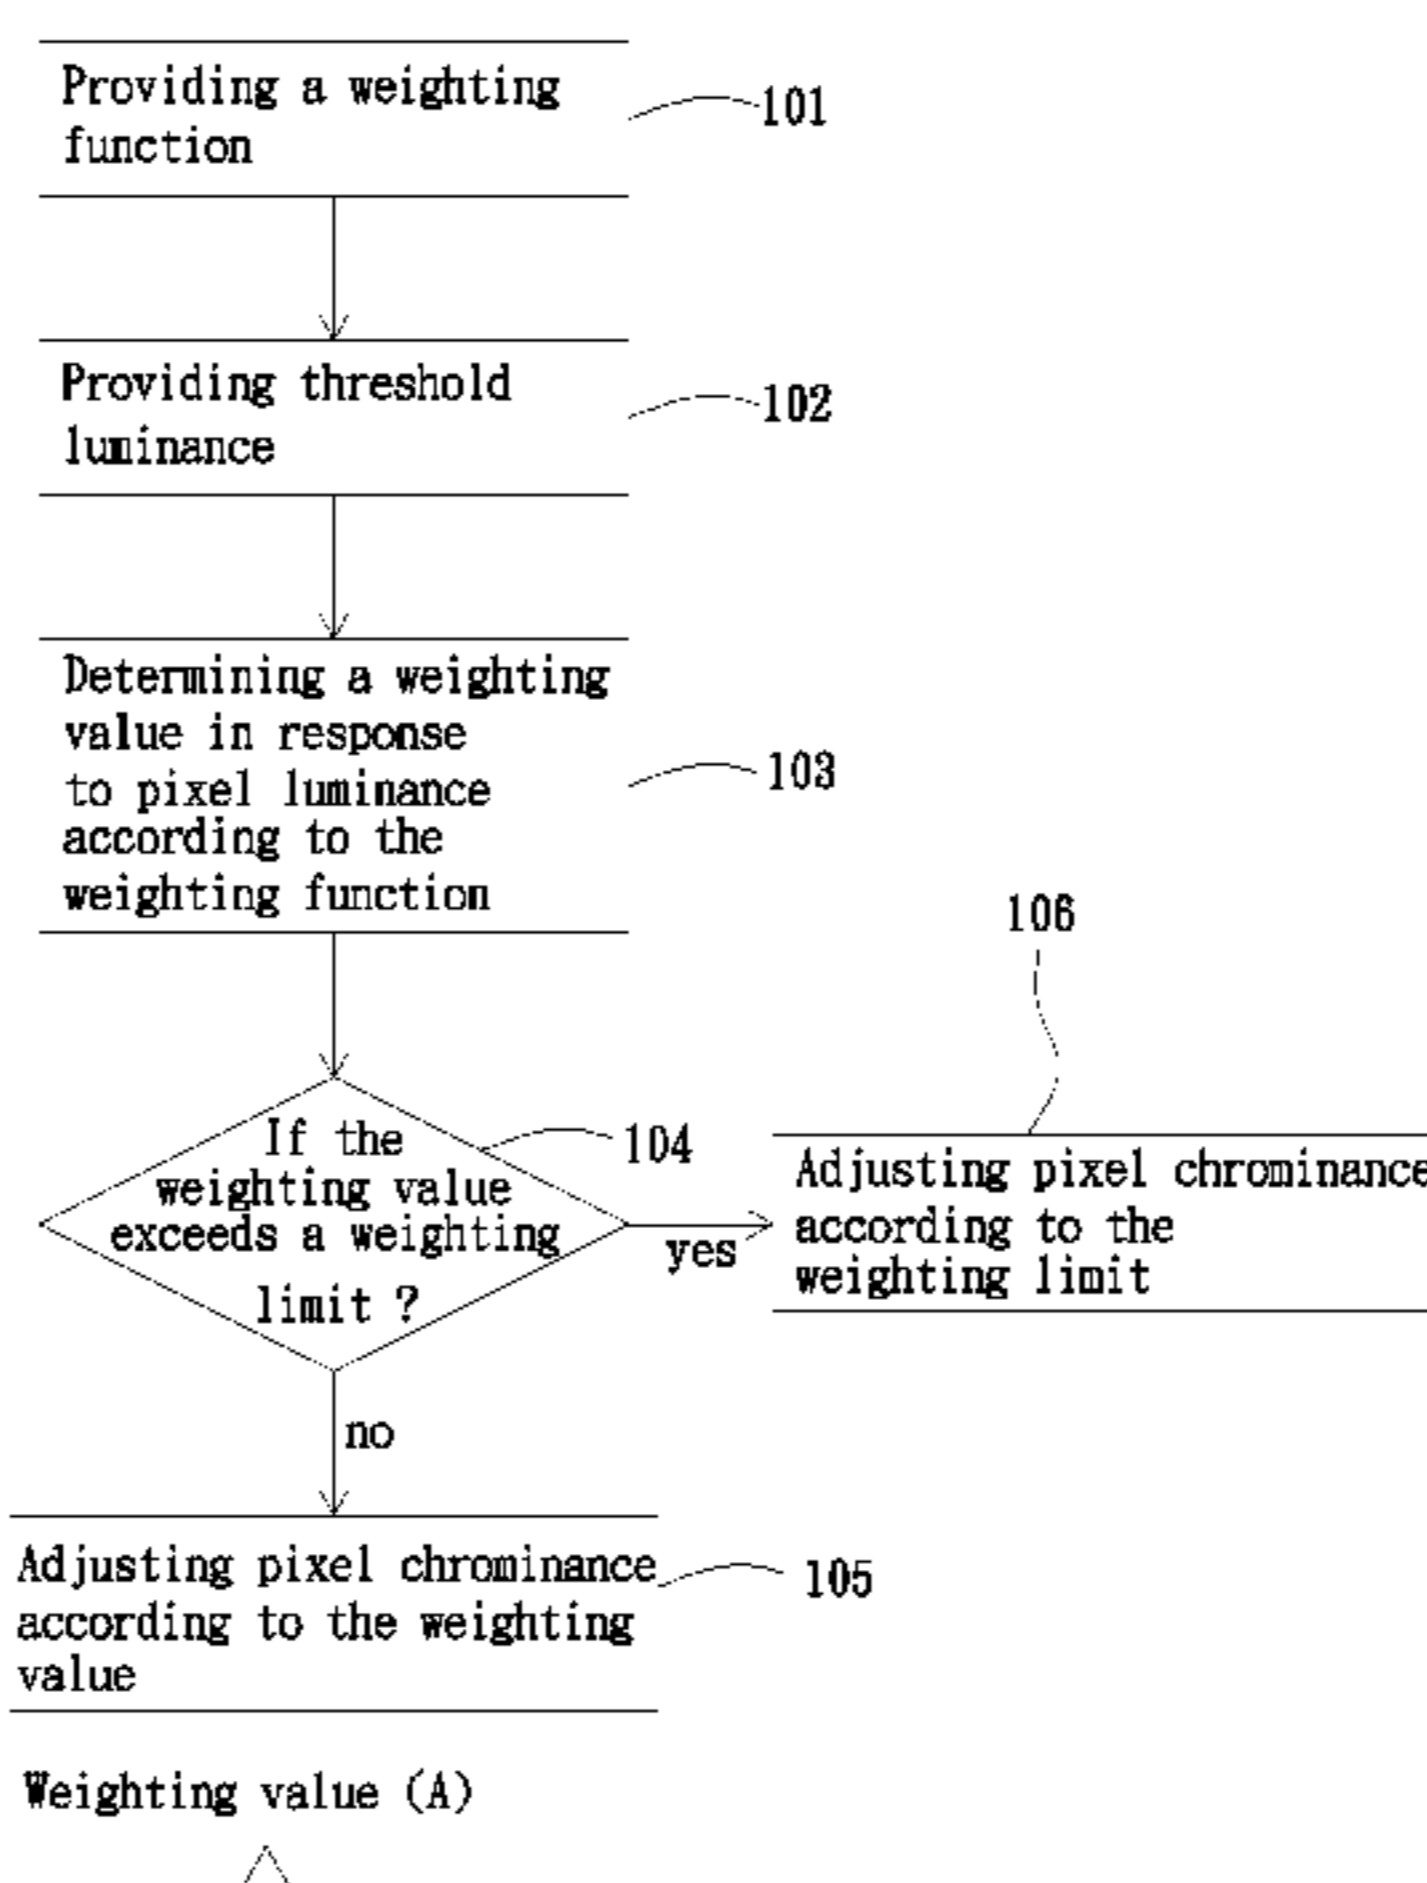 Providing a weighting
function
101
Providing threshold
luminance
102
Determining a weighting
value in response
to pixel luminance
according to the
weighting function
103
If the
weighting value
exceeds a weighting
limit ?
104
yes
106
Adjusting pixel chrominance
according to the
weighting limit
no
Adjusting pixel chrominance
according to the weighting
value
105
Weighting value (A)